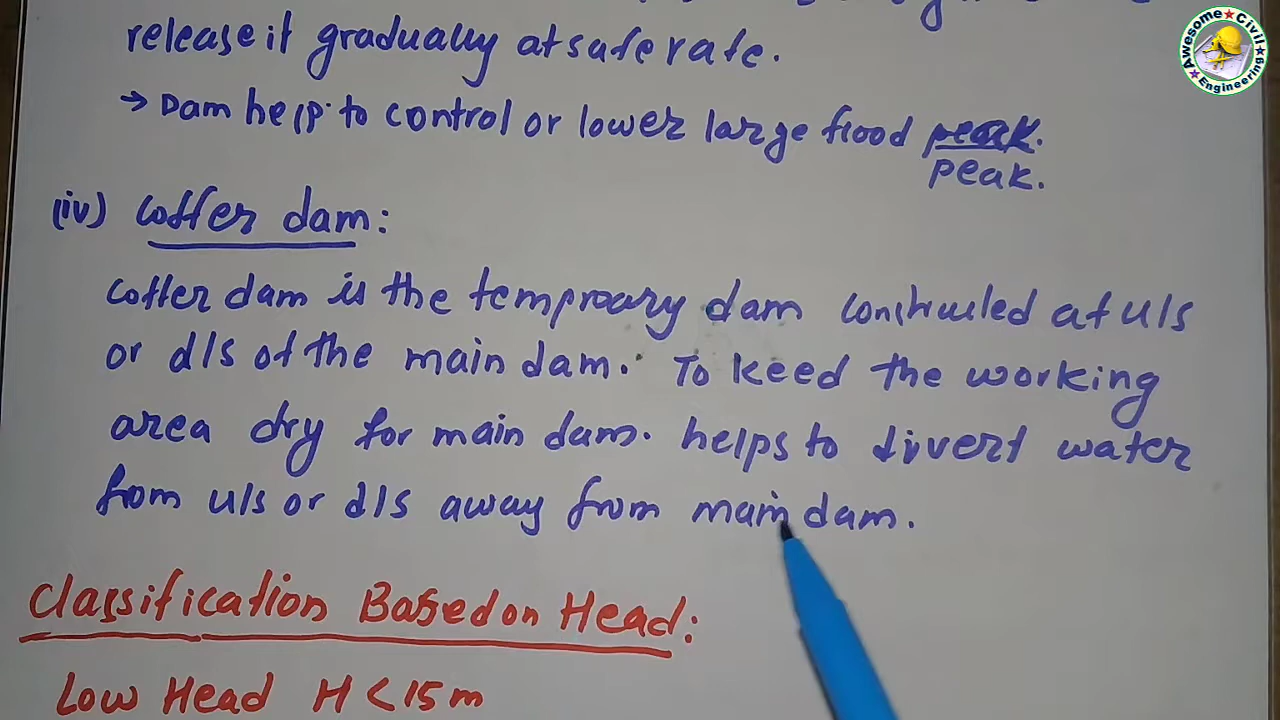 release it gradually at safe rate.
→ Dam help to control or lower large flood peak.
peak.
(iv) Coffer dam:
Coffer dam is the temproary dam constructed at u/s
or d/s of the main dam. To keed the working
area dry for main dam. helps to divert water
from u/s or d/s away from main dam.
Classification Based on Head:
Low Head H < 15 m
Awesome★Civil
★Engineering★